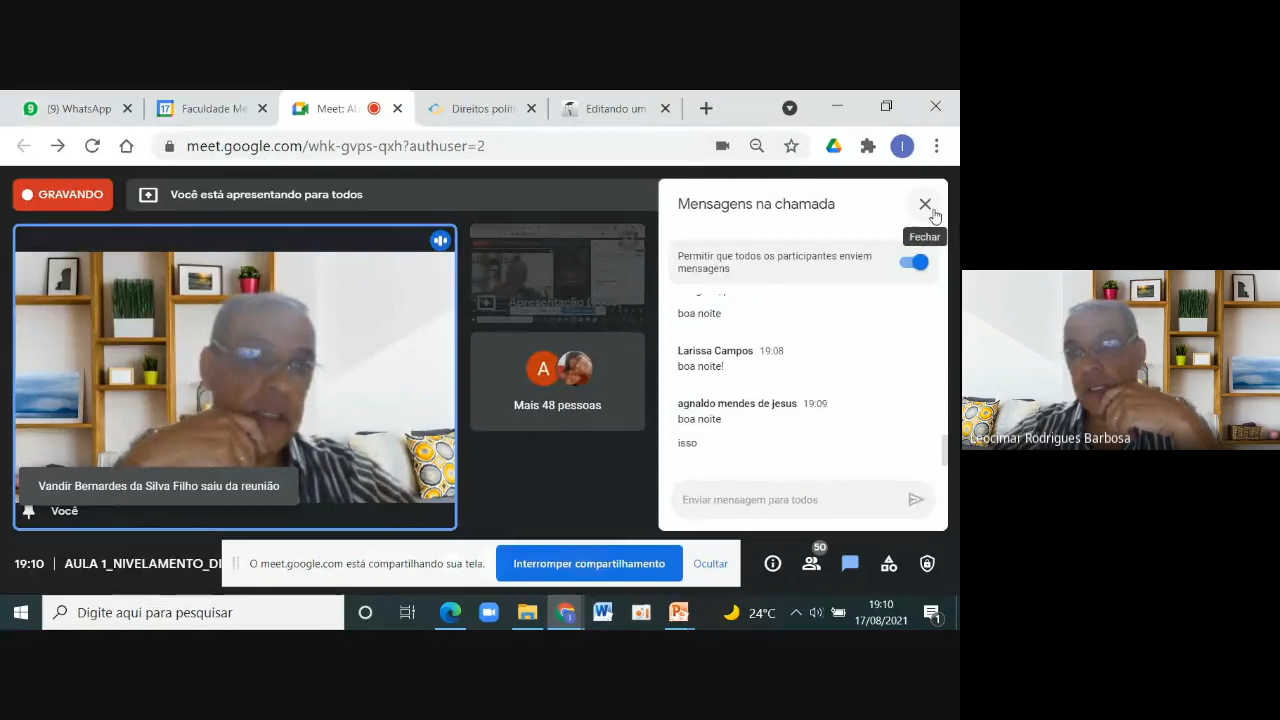 (9) WhatsApp
Faculdade Me
Meet: AU
Direitos polít
Editando um
meet.google.com/whk-gvps-qxh?authuser=2
I
GRAVANDO
Você está apresentando para todos
Mensagens na chamada
Fechar
Permitir que todos os participantes enviem
mensagens
boa noite
Larissa Campos 19:08
boa noite!
agnaldo mendes de jesus 19:09
boa noite
isso
Enviar mensagem para todos
A
Mais 48 pessoas
Vandir Bernardes da Silva Filho saiu da reunião
Você
Leocimar Rodrigues Barbosa
19:10
AULA 1_NIVELAMENTO_DI
O meet.google.com está compartilhando sua tela.
Interromper compartilhamento
Ocultar
50
Digite aqui para pesquisar
24°C
19:10
17/08/2021
1